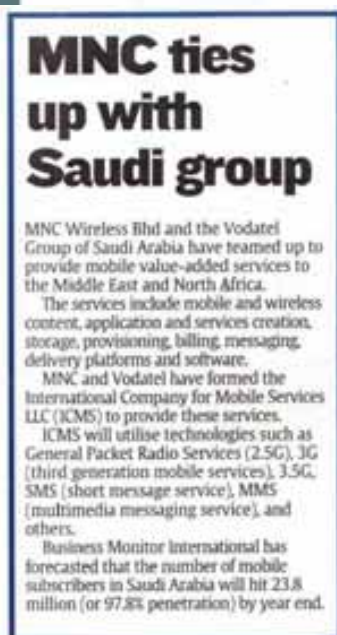 MNC ties
up with
Saudi group
MNC Wireless Bhd and the Vodatel
Group of Saudi Arabia have teamed up to
provide mobile value-added services to
the Middle East and North Africa.
The services include mobile and wireless
content, application and services creation,
storage, provisioning, billing, messaging,
delivery platforms and software.
MNC and Vodatel have formed the
International Company for Mobile Services
LLC (ICMS) to provide these services.
ICMS will utilise technologies such as
General Packet Radio Services (2.5G), 3G
(third generation mobile services), 3.5G,
SMS (short message service), MMS
(multimedia messaging service), and
others.
Business Monitor International has
forecasted that the number of mobile
subscribers in Saudi Arabia will hit 23.8
million (or 97.8% penetration) by year end.